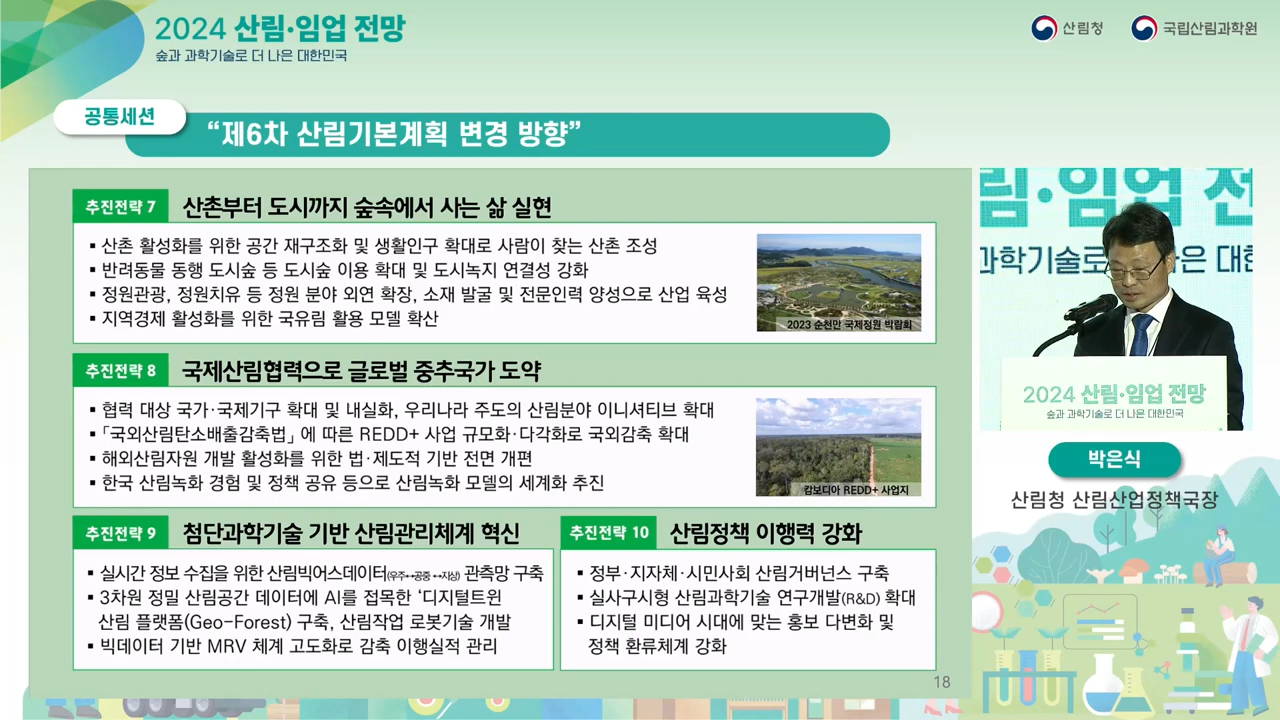 2024 산림·임업 전망
숲과 과학기술로 더 나은 대한민국
산림청
국립산림과학원
공통세션
“제6차 산림기본계획 변경 방향”
추진전략 7
산촌부터 도시까지 숲속에서 사는 삶 실현
▪ 산촌 활성화를 위한 공간 재구조화 및 생활인구 확대로 사람이 찾는 산촌 조성
▪ 반려동물 동행 도시숲 등 도시숲 이용 확대 및 도시녹지 연결성 강화
▪ 정원관광, 정원치유 등 정원 분야 외연 확장, 소재 발굴 및 전문인력 양성으로 산업 육성
▪ 지역경제 활성화를 위한 국유림 활용 모델 확산
2023 순천만 국제정원 박람회
추진전략 8
국제산림협력으로 글로벌 중추국가 도약
▪ 협력 대상 국가·국제기구 확대 및 내실화, 우리나라 주도의 산림분야 이니셔티브 확대
▪ 「국외산림탄소배출감축법」에 따른 REDD+ 사업 규모화·다각화로 국외감축 확대
▪ 해외산림자원 개발 활성화를 위한 법·제도적 기반 전면 개편
▪ 한국 산림녹화 경험 및 정책 공유 등으로 산림녹화 모델의 세계화 추진
캄보디아 REDD+ 사업지
추진전략 9
첨단과학기술 기반 산림관리체계 혁신
▪ 실시간 정보 수집을 위한 산림빅어스데이터(우주↔공중↔지상) 관측망 구축
▪ 3차원 정밀 산림공간 데이터에 AI를 접목한 ‘디지털트윈
산림 플랫폼(Geo-Forest) 구축, 산림작업 로봇기술 개발
▪ 빅데이터 기반 MRV 체계 고도화로 감축 이행실적 관리
추진전략 10
산림정책 이행력 강화
▪ 정부·지자체·시민사회 산림거버넌스 구축
▪ 실사구시형 산림과학기술 연구개발(R&D) 확대
▪ 디지털 미디어 시대에 맞는 홍보 다변화 및
정책 환류체계 강화
18
림·임업 전
과학기술로
은 대한
2024 산림·임업 전망
숲과 과학기술로 더 나은 대한민국
박은식
산림청 산림산업정책국장